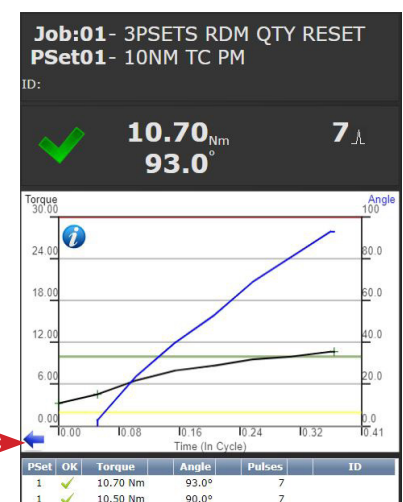 Job:01- 3PSETS RDM QTY RESET
PSet01- 10NM TC PM
ID:
10.70 Nm 7
93.0°
Torque Angle
30.00 100
24.00 80.0
18.00 60.0
12.00 40.0
6.00 20.0
0.00 0.0
0.00 0.08 0.16 0.24 0.32 0.41
Time (In Cycle)
PSet OK Torque Angle Pulses ID
1 10.70 Nm 93.0° 7
1 10.50 Nm 90.0° 7